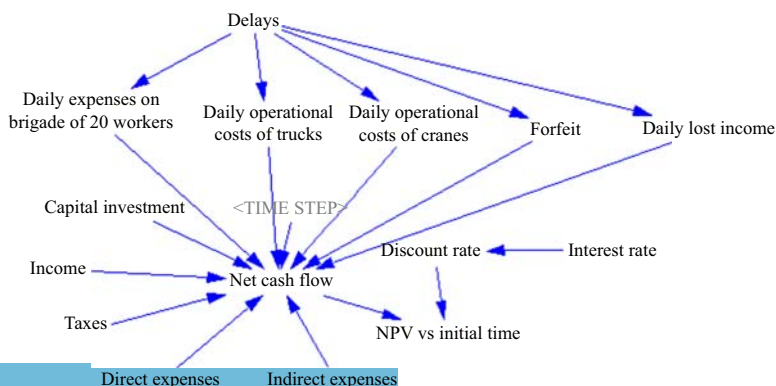 Delays
Daily expenses on
brigade of 20 workers
Daily operational
costs of trucks
Daily operational
costs of cranes
Forfeit
Daily lost income
Capital investment
<TIME STEP>
Discount rate
Interest rate
Income
Net cash flow
Taxes
NPV vs initial time
Direct expenses
Indirect expenses